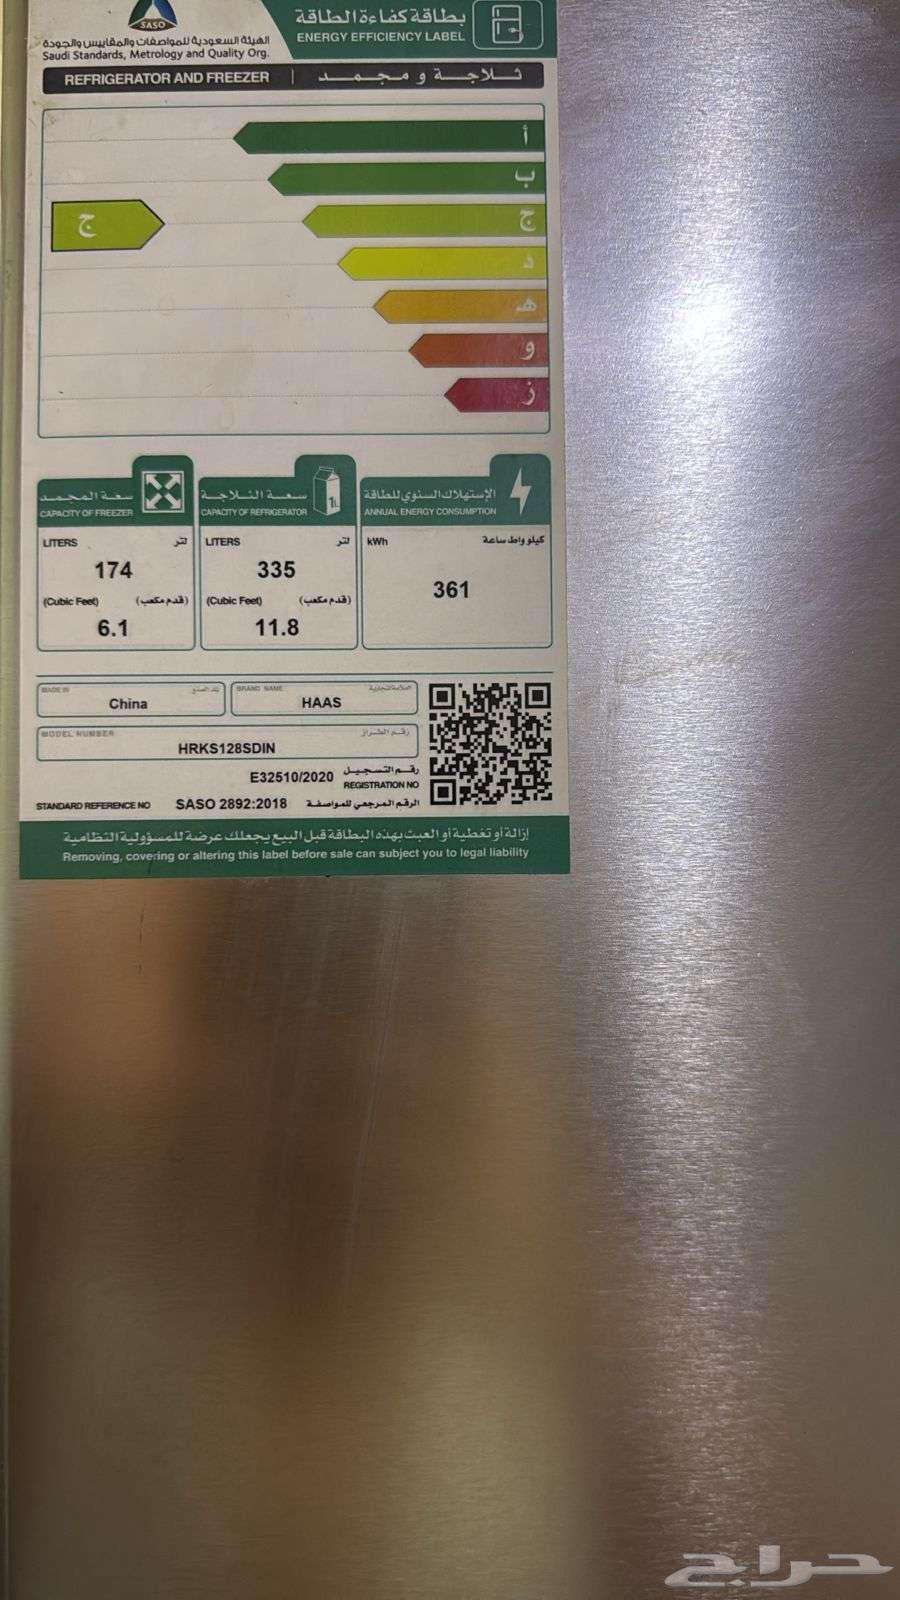 SASO
الهيئة السعودية للمواصفات والمقاييس والجودة
Saudi Standards, Metrology and Quality Org.
بطاقة كفاءة الطاقة
ENERGY EFFICIENCY LABEL
REFRIGERATOR AND FREEZER | ثلاجة و مجمد
أ
ب
ج
ج
د
هـ
و
ز
سعة المجمد
CAPACITY OF FREEZER
LITERS لتر
174
(Cubic Feet) (قدم مكعب)
6.1
سعة الثلاجة
CAPACITY OF REFRIGERATOR
1L
LITERS لتر
335
(Cubic Feet) (قدم مكعب)
11.8
الإستهلاك السنوي للطاقة
ANNUAL ENERGY CONSUMPTION
kWh كيلو واط ساعة
361
MADE IN بلد الصنع
China
BRAND NAME العلامة التجارية
HAAS
MODEL NUMBER رقم الطراز
HRKS128SDIN
E32510/2020 رقم التسجيل
REGISTRATION NO
STANDARD REFERENCE NO SASO 2892:2018 الرقم المرجعي للمواصفة
إزالة أو تغطية أو العبث بهذه البطاقة قبل البيع يجعلك عرضة للمسؤولية النظامية
Removing, covering or altering this label before sale can subject you to legal liability
حراج